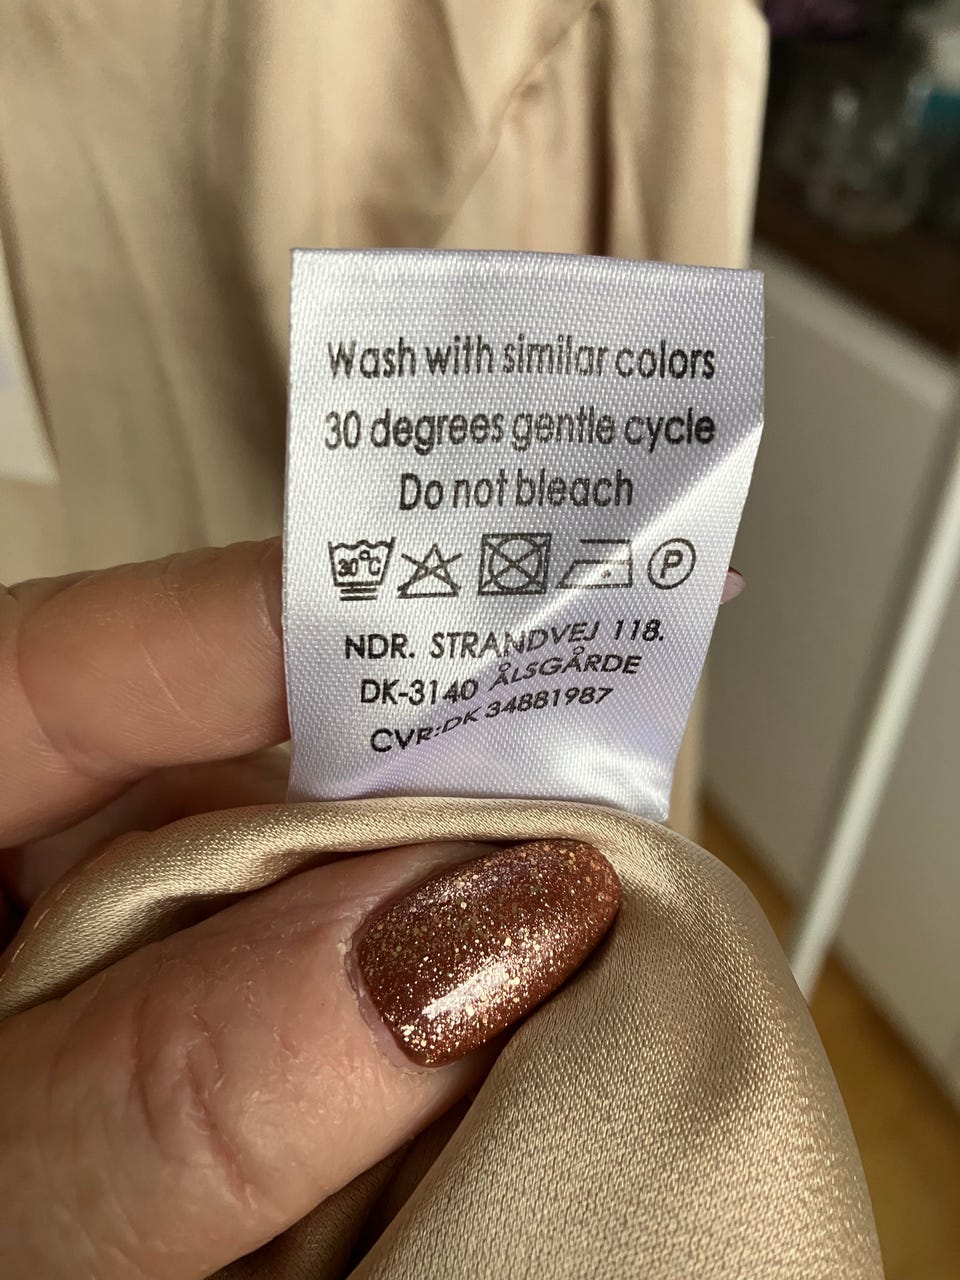 Wash with similar colors
30 degrees gentle cycle
Do not bleach
30°C P
NDR. STRANDVEJ 118.
DK-3140 ÅLSGÅRDE
CVR:DK 34881987